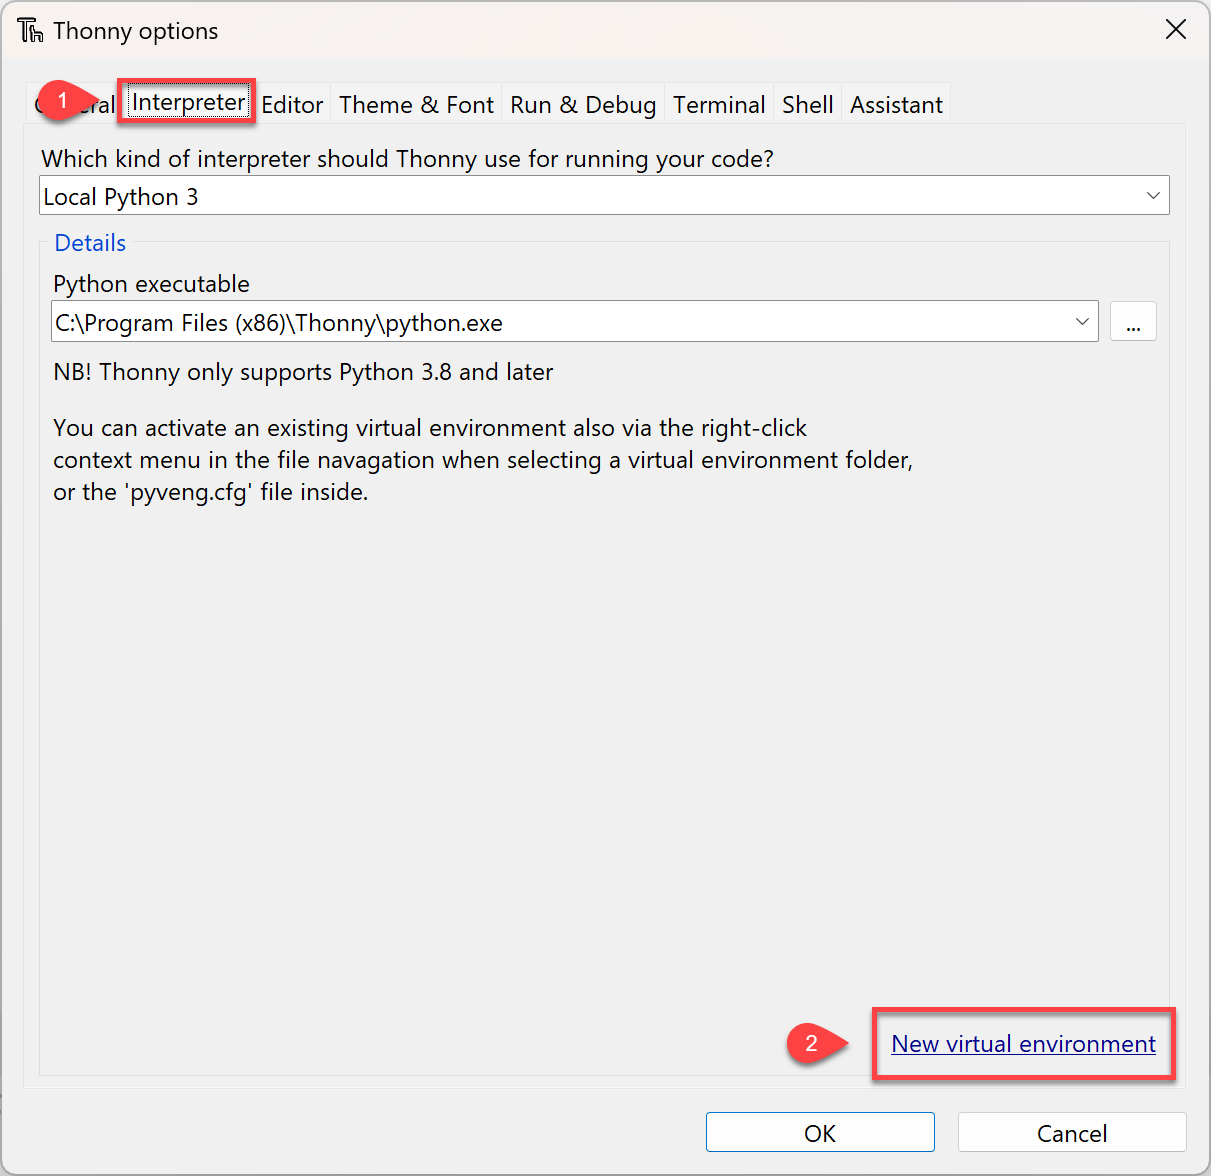 Thonny options
1
Interpreter
Editor
Theme & Font
Run & Debug
Terminal
Shell
Assistant
Which kind of interpreter should Thonny use for running your code?
Local Python 3
Details
Python executable
C:\Program Files (x86)\Thonny\python.exe
...
NB! Thonny only supports Python 3.8 and later
You can activate an existing virtual environment also via the right-click
context menu in the file navagation when selecting a virtual environment folder,
or the 'pyveng.cfg' file inside.
2
New virtual environment
OK
Cancel